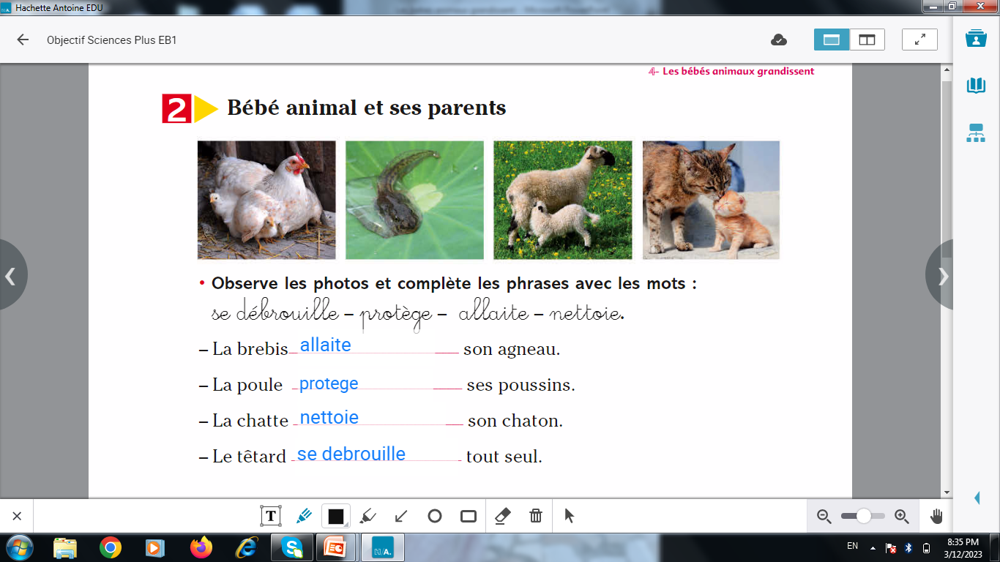 Hachette Antoine EDU
Objectif Sciences Plus EB1
4- Les bébés animaux grandissent
2 Bébé animal et ses parents
• Observe les photos et complète les phrases avec les mots :
se débrouille – protège – allaite – nettoie.
– La brebis allaite son agneau.
– La poule protege ses poussins.
– La chatte nettoie son chaton.
– Le têtard se debrouille tout seul.
T
EN 8:35 PM
3/12/2023